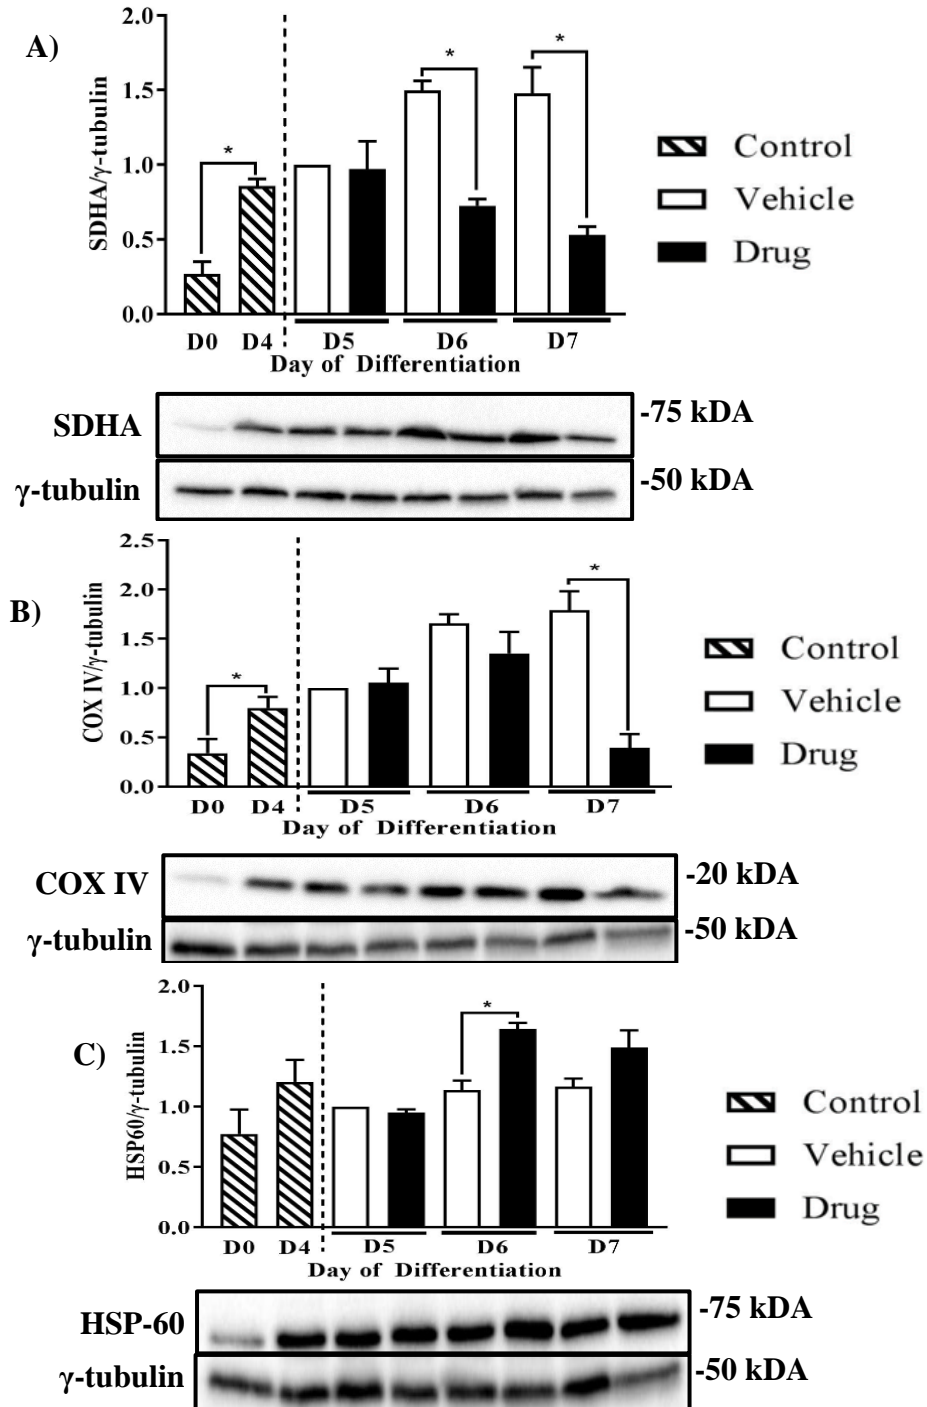 A)
SDHA/γ-tubulin
2.0
1.5
1.0
0.5
0.0
*
*
*
D0 D4 D5 D6 D7
Day of Differentiation
Control
Vehicle
Drug
SDHA
-75 kDA
γ-tubulin
-50 kDA
B)
COX IV/γ-tubulin
2.5
2.0
1.5
1.0
0.5
0.0
*
*
D0 D4 D5 D6 D7
Day of Differentiation
Control
Vehicle
Drug
COX IV
-20 kDA
γ-tubulin
-50 kDA
C)
HSP60/γ-tubulin
2.0
1.5
1.0
0.5
0.0
*
D0 D4 D5 D6 D7
Day of Differentiation
Control
Vehicle
Drug
HSP-60
-75 kDA
γ-tubulin
-50 kDA